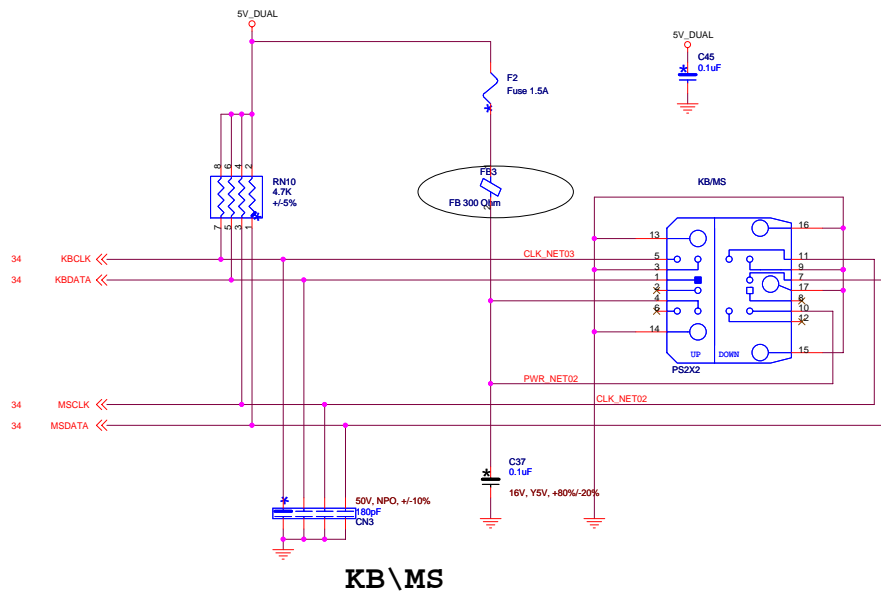 5V_DUAL
5V_DUAL
C45
0.1uF
F2
Fuse 1.5A
8
6
4
2
RN10
4.7K
+/-5%
7
5
3
1
FB3
FB 300 Ohm
KB/MS
34 KBCLK
CLK_NET03
34 KBDATA
13
5
3
1
2
4
6
14
16
11
9
7
17
8
10
12
15
UP DOWN
PS2X2
PWR_NET02
34 MSCLK
CLK_NET02
34 MSDATA
C37
0.1uF
16V, Y5V, +80%/-20%
50V, NPO, +/-10%
180pF
CN3
KB\MS